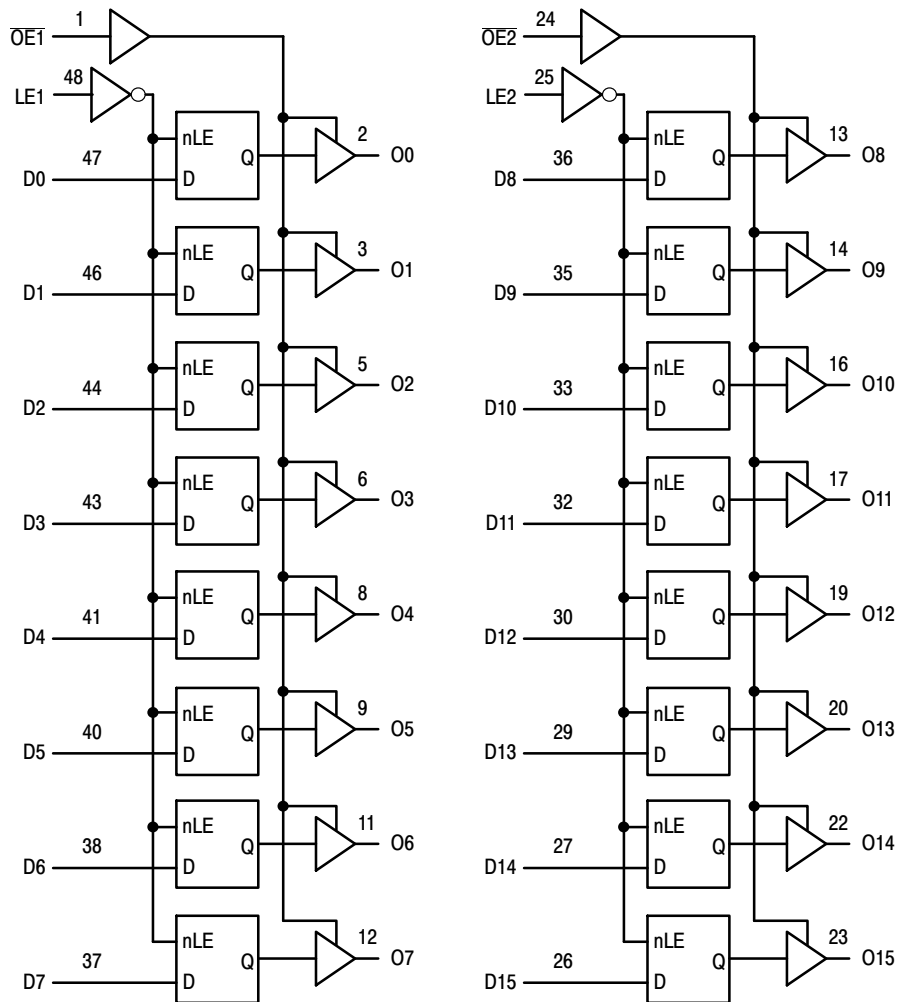 OE1 1
LE1 48
nLE
47 Q 2 O0
D0 D
nLE
46 Q 3 O1
D1 D
nLE
44 Q 5 O2
D2 D
nLE
43 Q 6 O3
D3 D
nLE
41 Q 8 O4
D4 D
nLE
40 Q 9 O5
D5 D
nLE
38 Q 11 O6
D6 D
nLE
37 Q 12 O7
D7 D
OE2 24
LE2 25
nLE
36 Q 13 O8
D8 D
nLE
35 Q 14 O9
D9 D
nLE
33 Q 16 O10
D10 D
nLE
32 Q 17 O11
D11 D
nLE
30 Q 19 O12
D12 D
nLE
29 Q 20 O13
D13 D
nLE
27 Q 22 O14
D14 D
nLE
26 Q 23 O15
D15 D